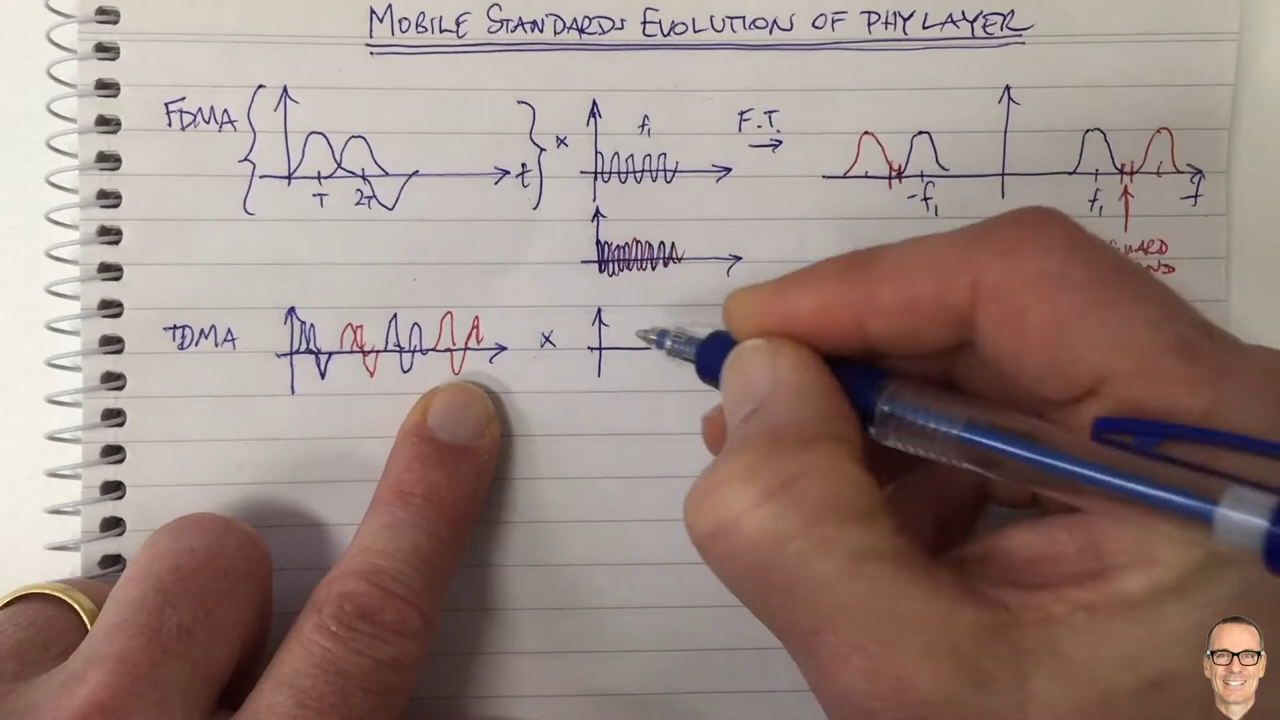 MOBILE STANDARDS EVOLUTION OF PHY LAYER
FDMA
t
x
f₁
F.T.
T
2T
-f₁
f₁
f
TDMA
x